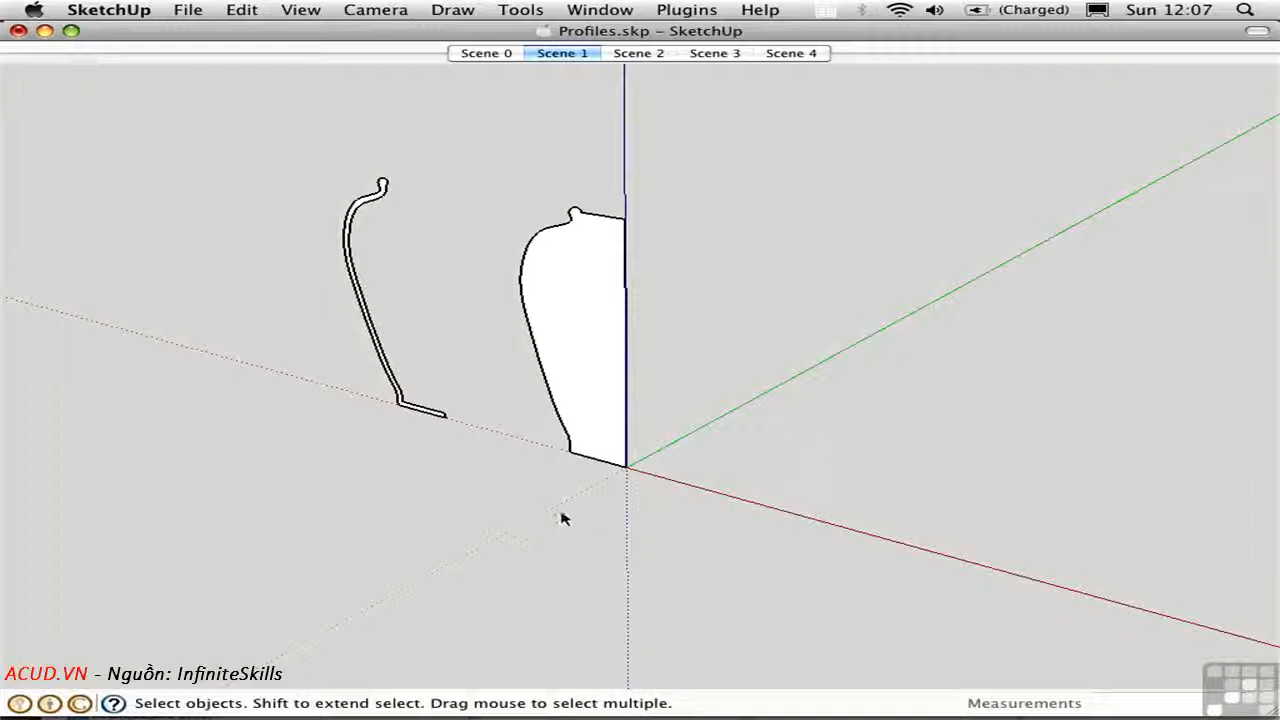 SketchUp File Edit View Camera Draw Tools Window Plugins Help (Charged) Sun 12:07
Profiles.skp – SketchUp
Scene 0 Scene 1 Scene 2 Scene 3 Scene 4
ACUD.VN - Nguồn: InfiniteSkills
Select objects. Shift to extend select. Drag mouse to select multiple. Measurements